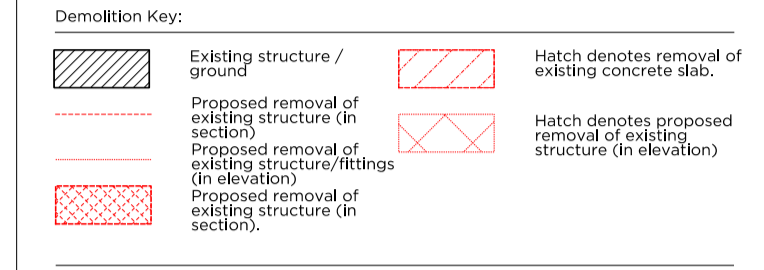 Demolition Key:
Existing structure /
ground
Proposed removal of
existing structure (in
section)
Proposed removal of
existing structure/fittings
(in elevation)
Proposed removal of
existing structure (in
section).
Hatch denotes removal of
existing concrete slab.
Hatch denotes proposed
removal of existing
structure (in elevation)